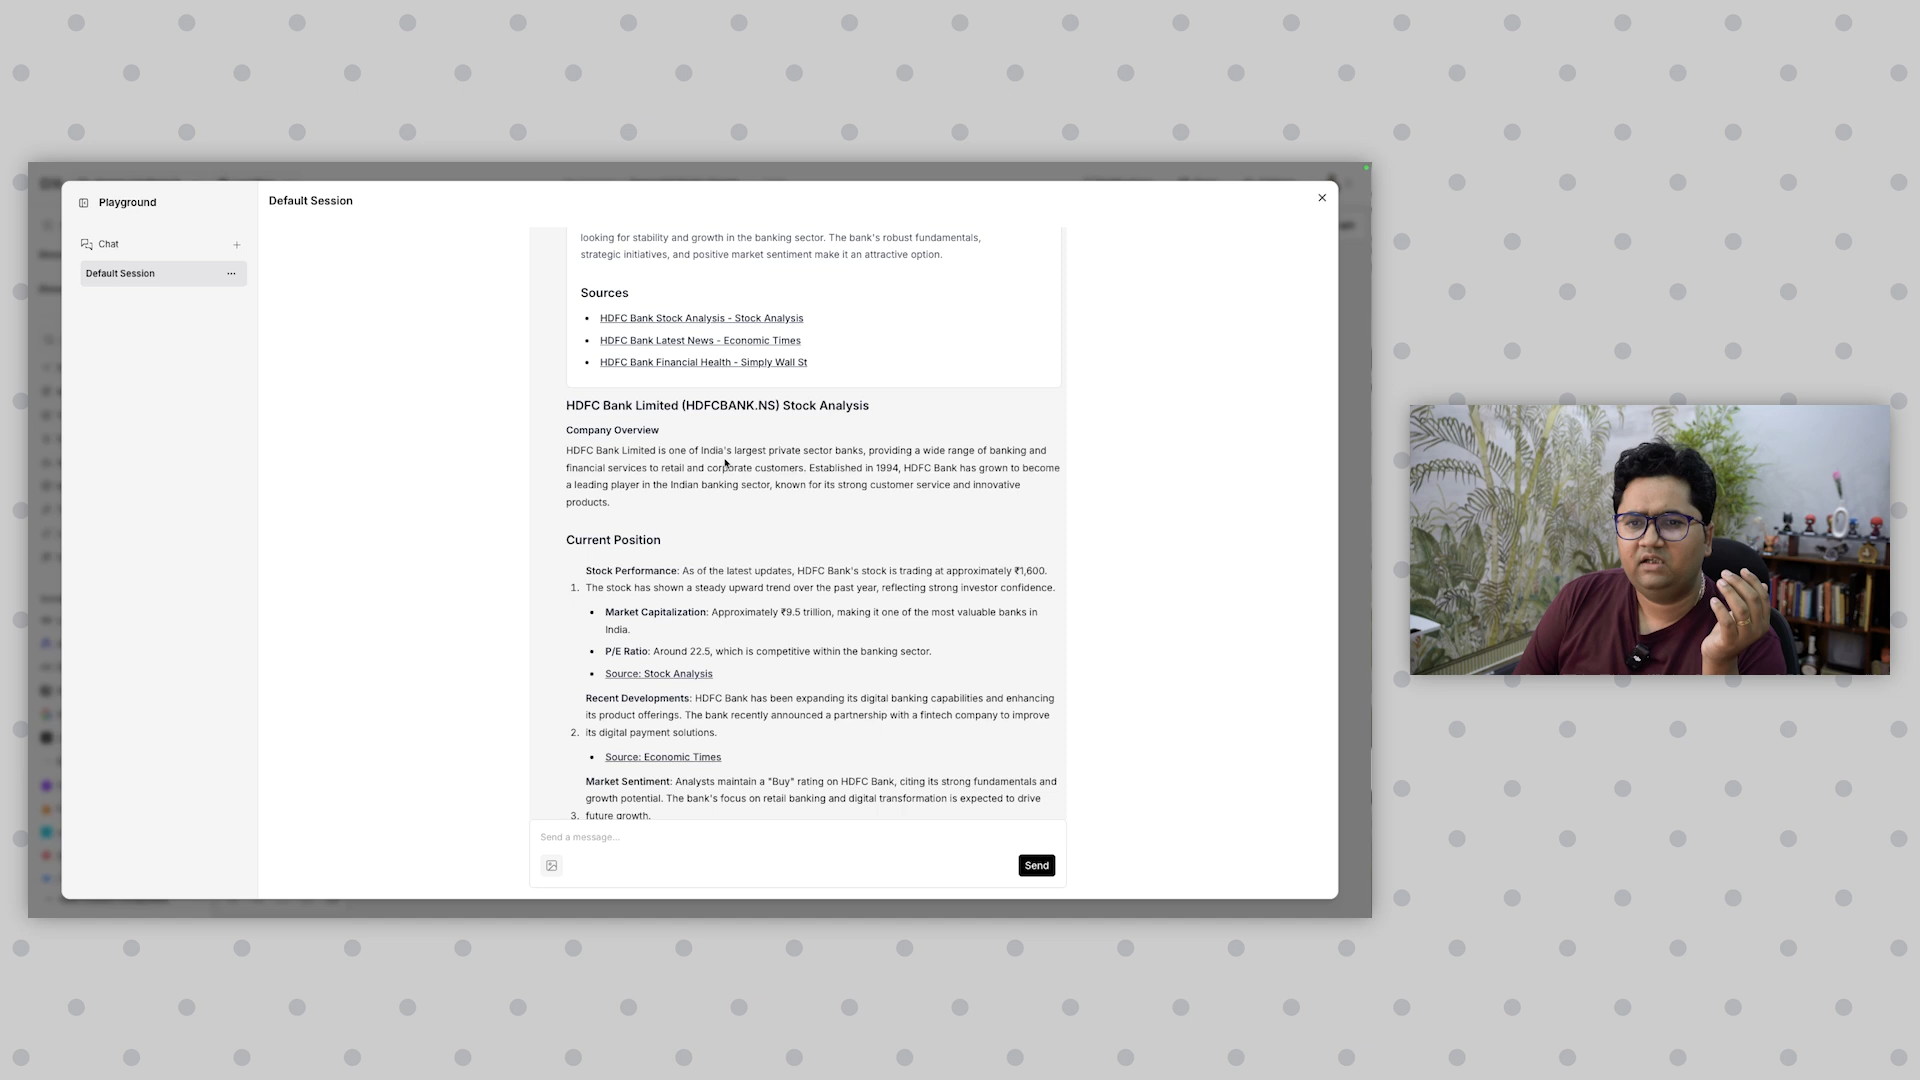 Playground
Default Session
Chat
+
Default Session
looking for stability and growth in the banking sector. The bank's robust fundamentals,
strategic initiatives, and positive market sentiment make it an attractive option.
Sources
• HDFC Bank Stock Analysis - Stock Analysis
• HDFC Bank Latest News - Economic Times
• HDFC Bank Financial Health - Simply Wall St
HDFC Bank Limited (HDFCBANK.NS) Stock Analysis
Company Overview
HDFC Bank Limited is one of India's largest private sector banks, providing a wide range of banking and
financial services to retail and corporate customers. Established in 1994, HDFC Bank has grown to become
a leading player in the Indian banking sector, known for its strong customer service and innovative
products.
Current Position
Stock Performance: As of the latest updates, HDFC Bank's stock is trading at approximately ₹1,600.
1. The stock has shown a steady upward trend over the past year, reflecting strong investor confidence.
• Market Capitalization: Approximately ₹9.5 trillion, making it one of the most valuable banks in
India.
• P/E Ratio: Around 22.5, which is competitive within the banking sector.
• Source: Stock Analysis
Recent Developments: HDFC Bank has been expanding its digital banking capabilities and enhancing
its product offerings. The bank recently announced a partnership with a fintech company to improve
2. its digital payment solutions.
• Source: Economic Times
Market Sentiment: Analysts maintain a "Buy" rating on HDFC Bank, citing its strong fundamentals and
growth potential. The bank's focus on retail banking and digital transformation is expected to drive
3. future growth.
Send a message...
Send